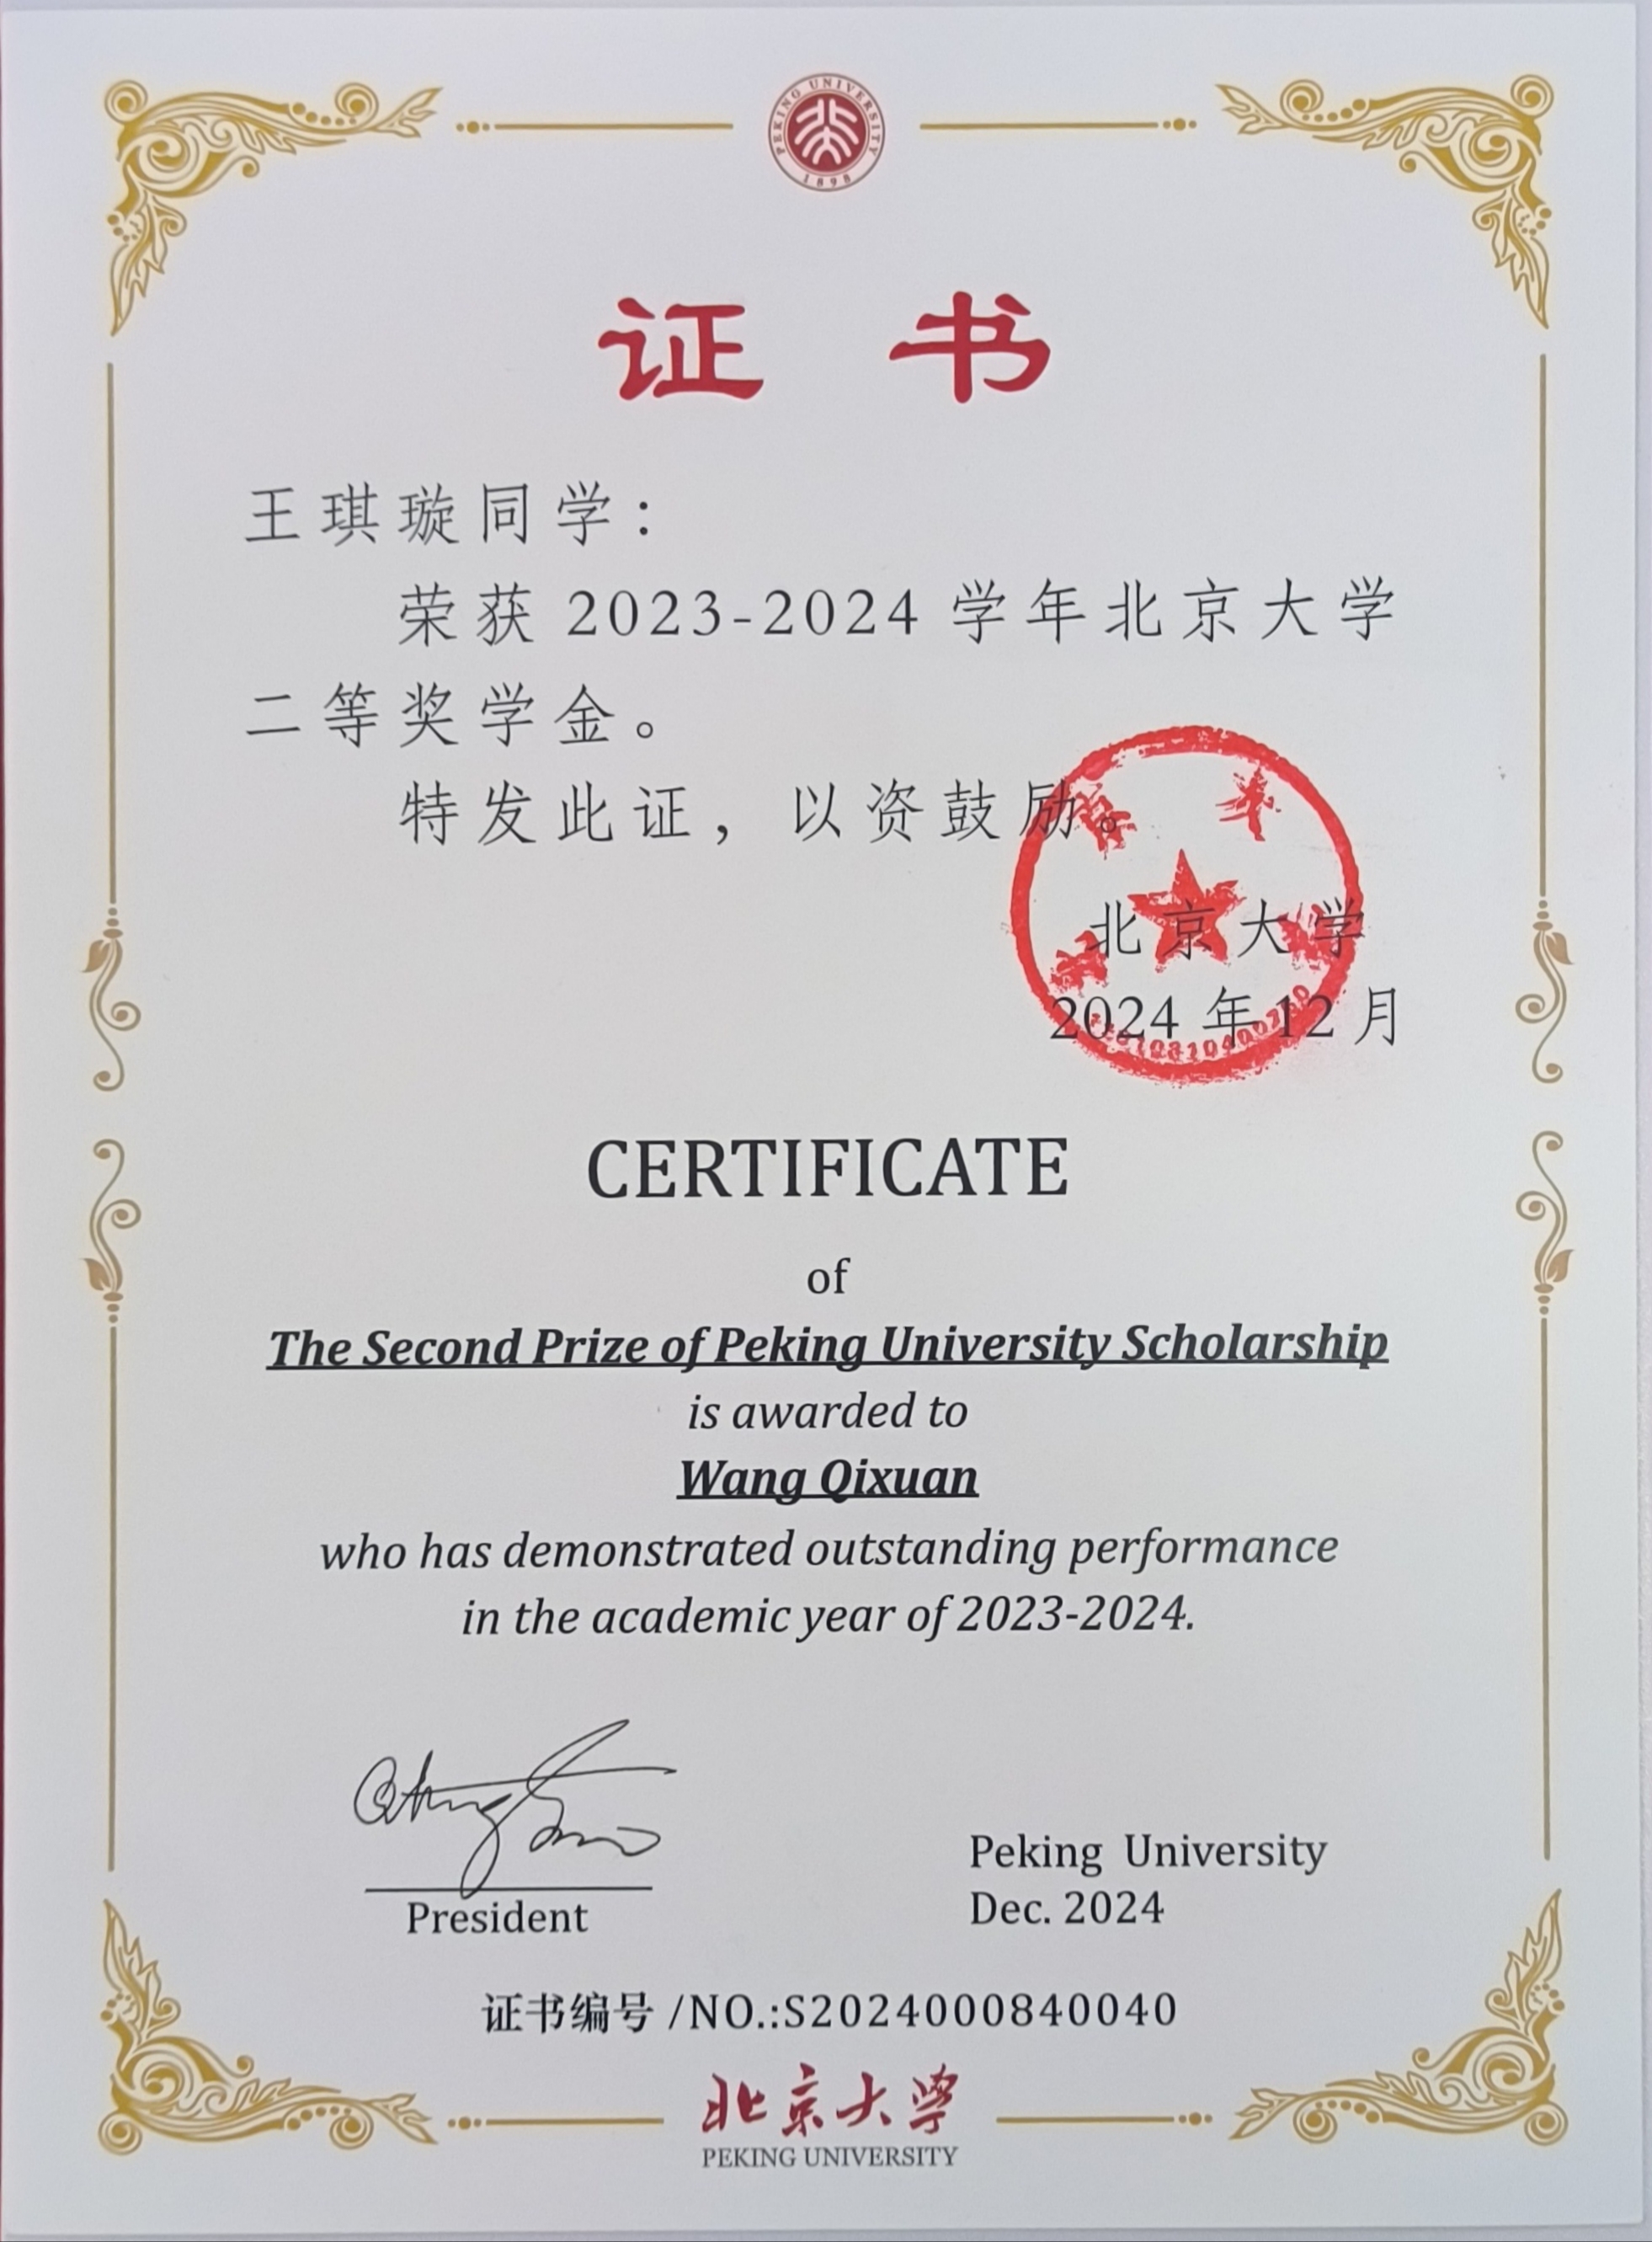 PEKING UNIVERSITY
1898
证书
王琪璇同学：
荣获 2023-2024 学年北京大学
二等奖学金。
特发此证，以资鼓励。
北京大学
2024 年 12 月
CERTIFICATE
of
The Second Prize of Peking University Scholarship
is awarded to
Wang Qixuan
who has demonstrated outstanding performance
in the academic year of 2023-2024.
President
Peking University
Dec. 2024
证书编号 /NO.:S2024000840040
北京大学
PEKING UNIVERSITY